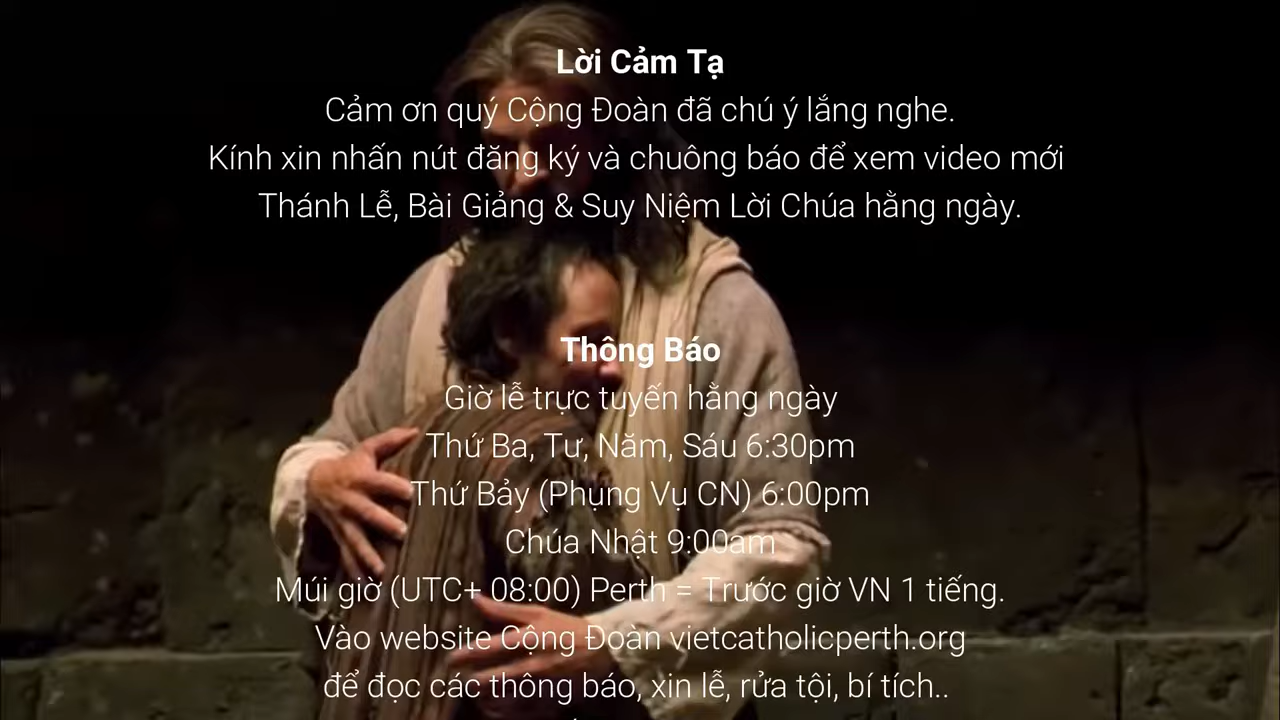 Lời Cảm Tạ
Cảm ơn quý Cộng Đoàn đã chú ý lắng nghe.
Kính xin nhấn nút đăng ký và chuông báo để xem video mới
Thánh Lễ, Bài Giảng & Suy Niệm Lời Chúa hằng ngày.
Thông Báo
Giờ lễ trực tuyến hằng ngày
Thứ Ba, Tư, Năm, Sáu 6:30pm
Thứ Bảy (Phụng Vụ CN) 6:00pm
Chúa Nhật 9:00am
Múi giờ (UTC+ 08:00) Perth = Trước giờ VN 1 tiếng.
Vào website Cộng Đoàn vietcatholicperth.org
để đọc các thông báo, xin lễ, rửa tội, bí tích..